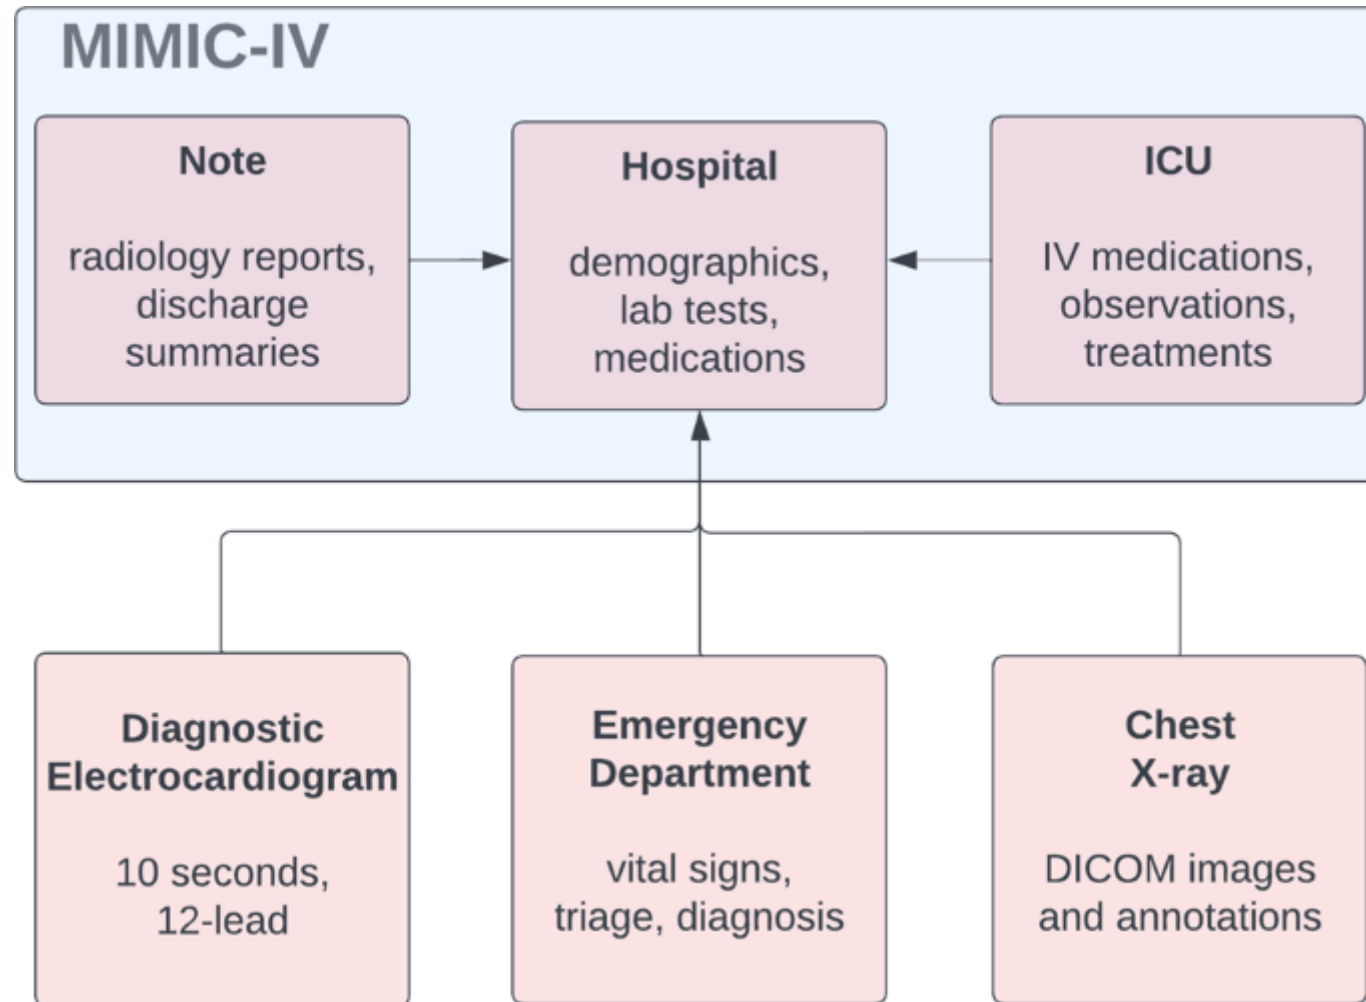 MIMIC-IV
Note
radiology reports,
discharge
summaries
Hospital
demographics,
lab tests,
medications
ICU
IV medications,
observations,
treatments
Diagnostic
Electrocardiogram
10 seconds,
12-lead
Emergency
Department
vital signs,
triage, diagnosis
Chest
X-ray
DICOM images
and annotations